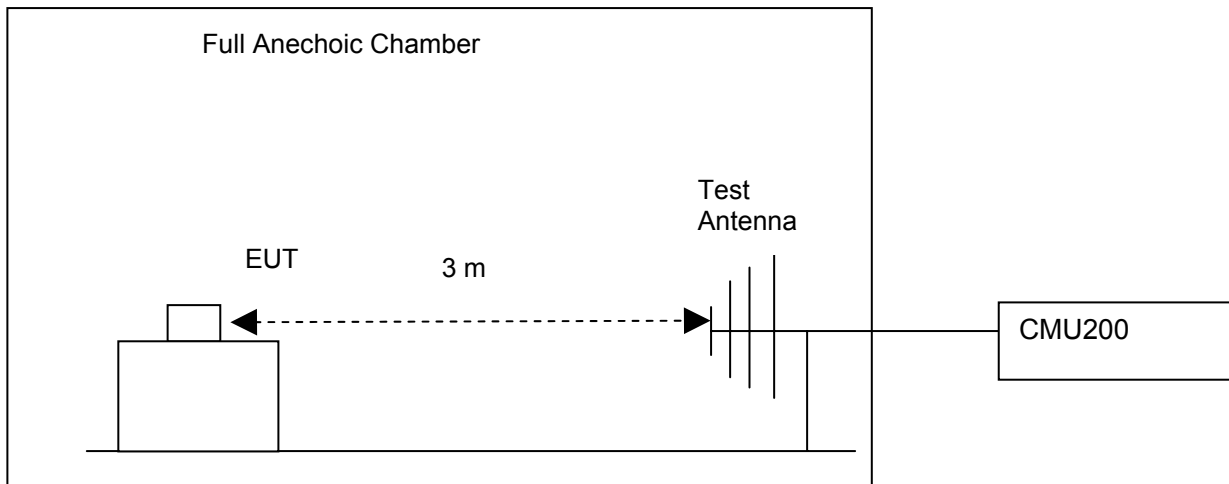 Full Anechoic Chamber
Test
Antenna
EUT
3 m
CMU200